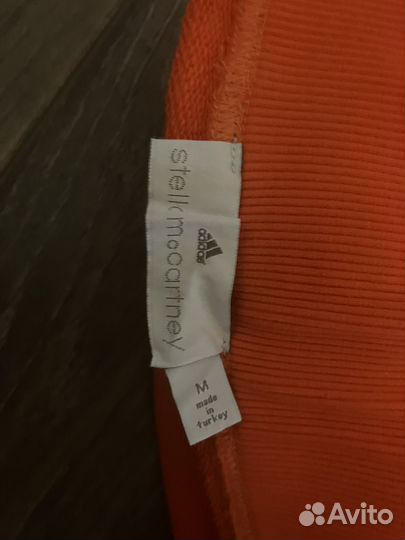 stellamccartney
adidas
M
made
in
turkey
Avito